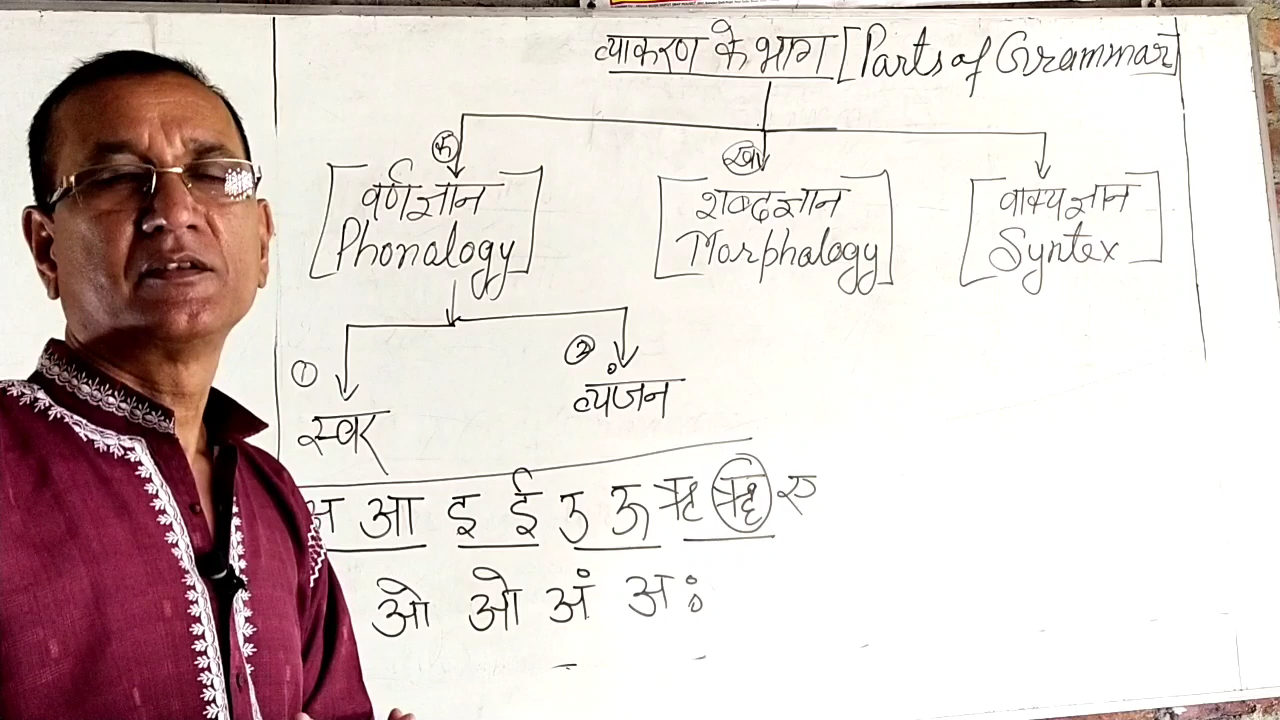 व्याकरण के भाग [Parts of Grammar]
क ख
[वर्णज्ञान Phonology] [शब्दज्ञान Morphology] [वाक्यज्ञान Syntex]
① स्वर ② व्यंजन
अ आ इ ई उ ऊ ऋ ॠ ए
ओ ओ अं अः